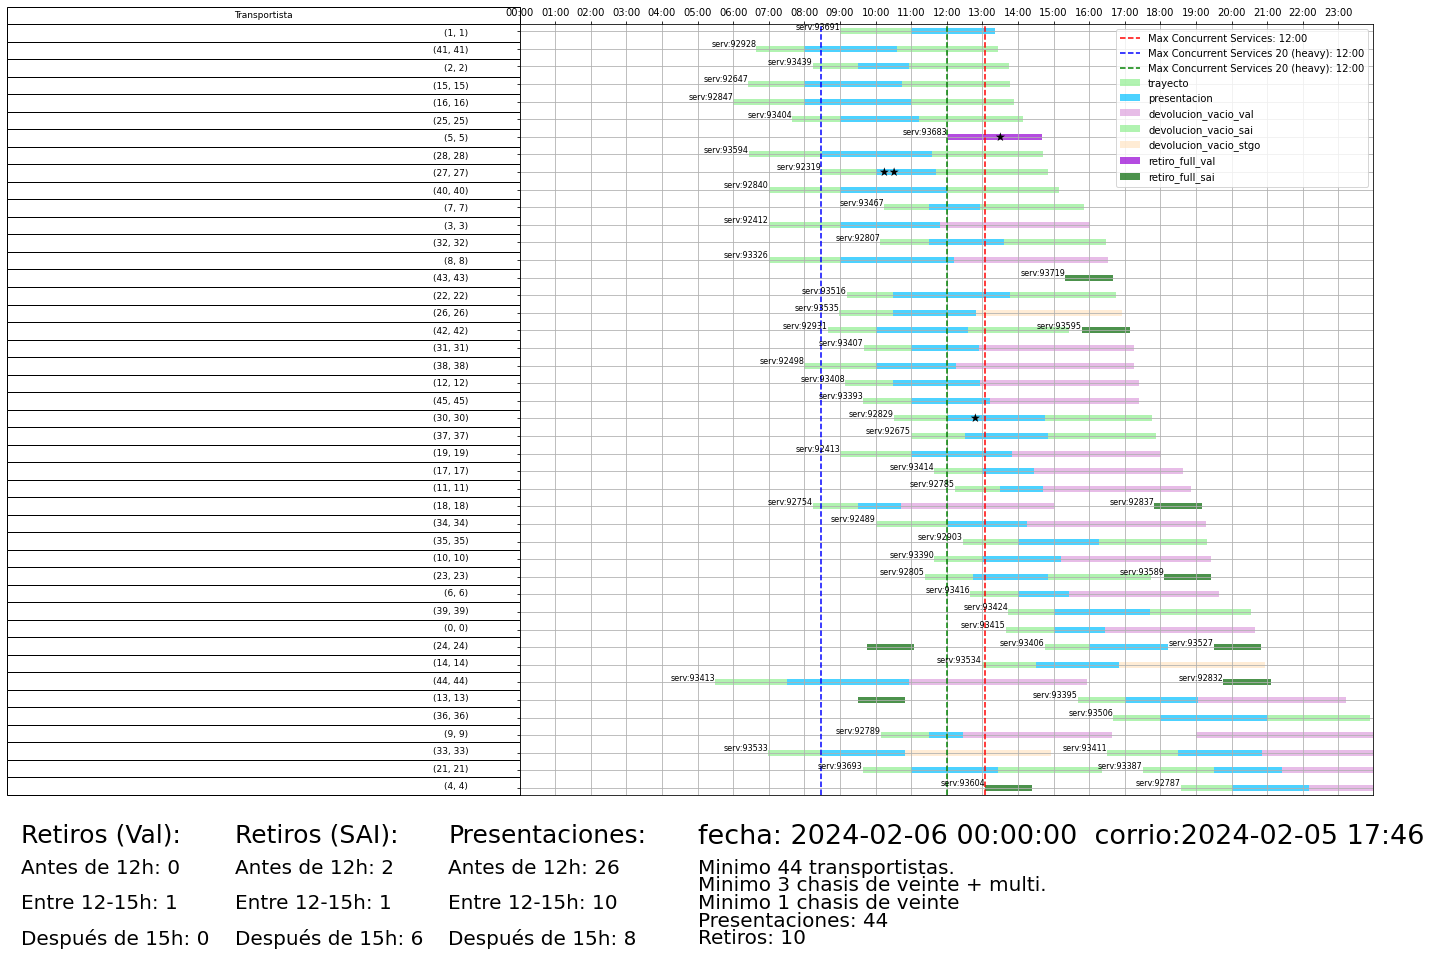 Transportista
00:00 01:00 02:00 03:00 04:00 05:00 06:00 07:00 08:00 09:00 10:00 11:00 12:00 13:00 14:00 15:00 16:00 17:00 18:00 19:00 20:00 21:00 22:00 23:00
Max Concurrent Services: 12:00
Max Concurrent Services 20 (heavy): 12:00
Max Concurrent Services 20 (heavy): 12:00
trayecto
presentacion
devolucion_vacio_val
devolucion_vacio_sai
devolucion_vacio_stgo
retiro_full_val
retiro_full_sai
(1, 1) serv:93691
(41, 41) serv:92928
(2, 2) serv:93439
(15, 15) serv:92647
(16, 16) serv:92847
(25, 25) serv:93404
(5, 5) serv:93683
(28, 28) serv:93594
(27, 27) serv:92319
(40, 40) serv:92840
(7, 7) serv:93467
(3, 3) serv:92412
(32, 32) serv:92807
(8, 8) serv:93326
(43, 43) serv:93719
(22, 22) serv:93516
(26, 26) serv:93535
(42, 42) serv:92931 serv:93595
(31, 31) serv:93407
(38, 38) serv:92498
(12, 12) serv:93408
(45, 45) serv:93393
(30, 30) serv:92829
(37, 37) serv:92675
(19, 19) serv:92413
(17, 17) serv:93414
(11, 11) serv:92785
(18, 18) serv:92754 serv:92837
(34, 34) serv:92489
(35, 35) serv:92903
(10, 10) serv:93390
(23, 23) serv:92805 serv:93589
(6, 6) serv:93416
(39, 39) serv:93424
(0, 0) serv:93415
(24, 24) serv:93406 serv:93527
(14, 14) serv:93534
(44, 44) serv:93413 serv:92832
(13, 13) serv:93395
(36, 36) serv:93506
(9, 9) serv:92789
(33, 33) serv:93533 serv:93411
(21, 21) serv:93693 serv:93387
(4, 4) serv:93604 serv:92787
Retiros (Val):
Antes de 12h: 0
Entre 12-15h: 1
Después de 15h: 0
Retiros (SAI):
Antes de 12h: 2
Entre 12-15h: 1
Después de 15h: 6
Presentaciones:
Antes de 12h: 26
Entre 12-15h: 10
Después de 15h: 8
fecha: 2024-02-06 00:00:00 corrio:2024-02-05 17:46
Minimo 44 transportistas.
Minimo 3 chasis de veinte + multi.
Minimo 1 chasis de veinte
Presentaciones: 44
Retiros: 10